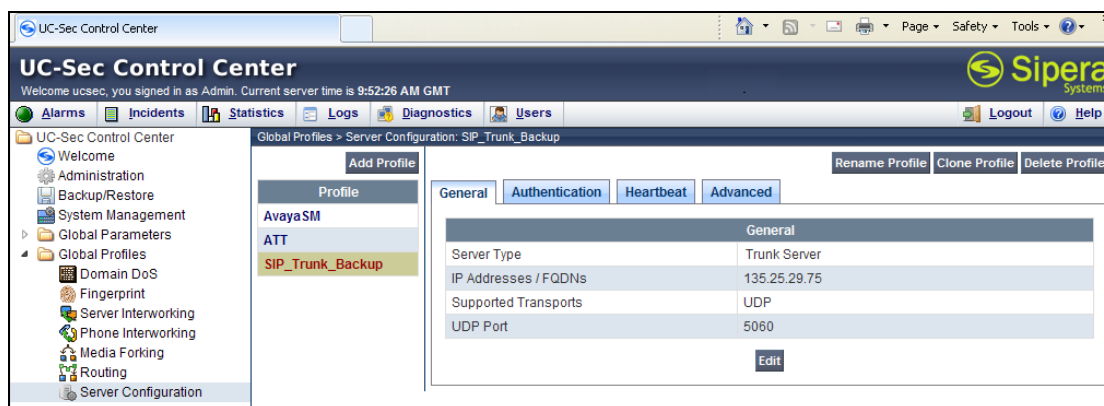 UC-Sec Control Center
Page Safety Tools
UC-Sec Control Center
Welcome ucsec, you signed in as Admin. Current server time is 9:52:26 AM GMT
Sipera
Systems
Alarms Incidents Statistics Logs Diagnostics Users Logout Help
UC-Sec Control Center
Welcome
Administration
Backup/Restore
System Management
Global Parameters
Global Profiles
Domain DoS
Fingerprint
Server Interworking
Phone Interworking
Media Forking
Routing
Server Configuration
Global Profiles > Server Configuration: SIP_Trunk_Backup
Add Profile
Rename Profile Clone Profile Delete Profile
Profile
AvayaSM
ATT
SIP_Trunk_Backup
General Authentication Heartbeat Advanced
General
Server Type Trunk Server
IP Addresses / FQDNs 135.25.29.75
Supported Transports UDP
UDP Port 5060
Edit